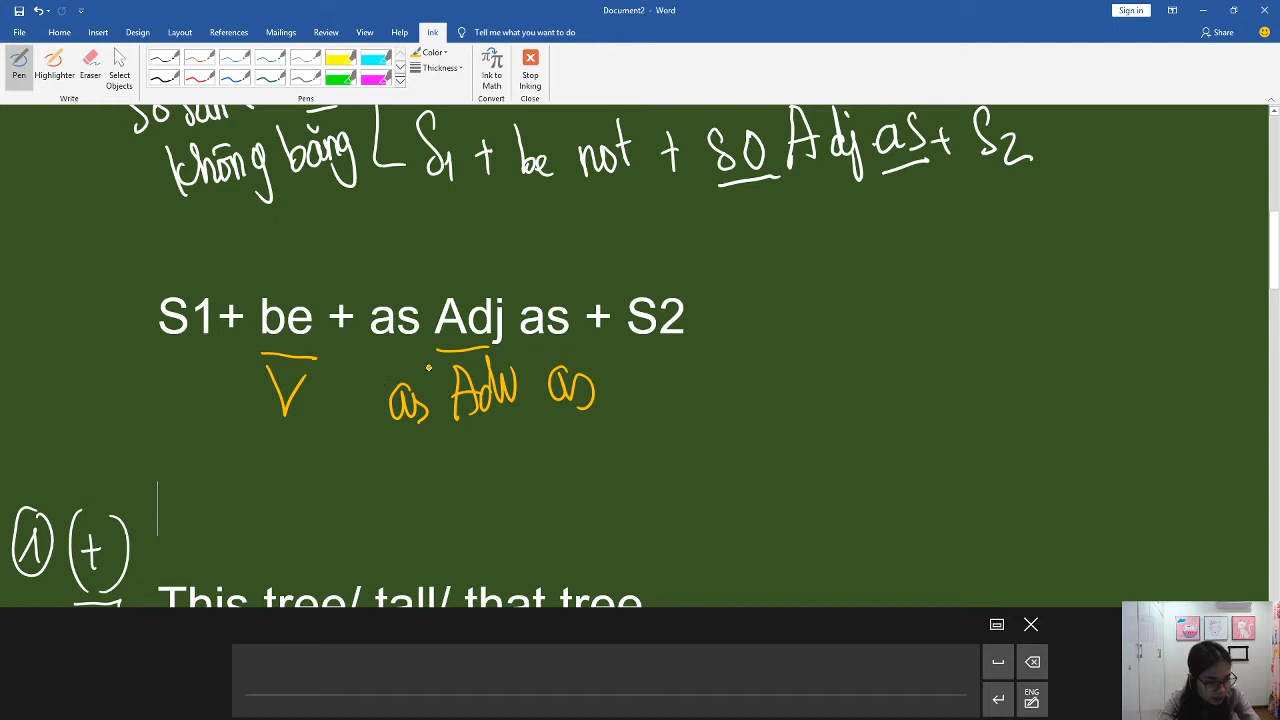 Document2 - Word
Sign in
File Home Insert Design Layout References Mailings Review View Help Ink Tell me what you want to do Share
Pen Highlighter Eraser Select Objects Color Thickness Ink to Math Stop Inking
Write Pens Convert Close
so sán
không bằng S1 + be not + so Adj as + S2
S1+ be + as Adj as + S2
V as Adv as
1 (+)
This tree/ tall/ that tree
ENG